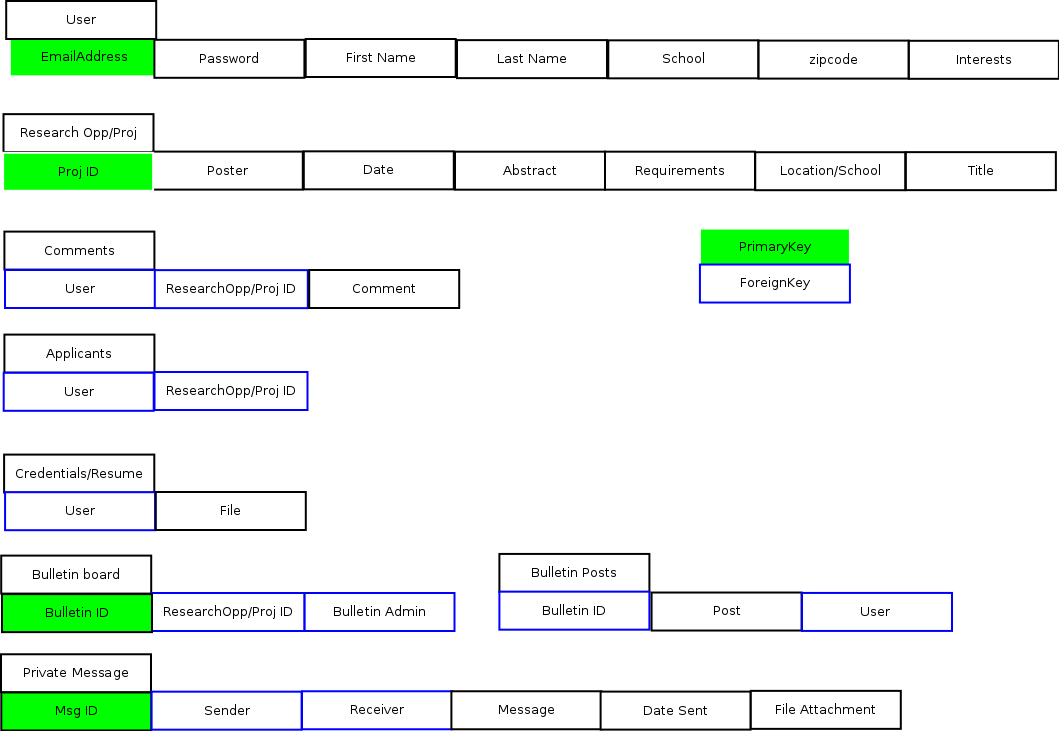 User
EmailAddress Password First Name Last Name School zipcode Interests
Research Opp/Proj
Proj ID Poster Date Abstract Requirements Location/School Title
Comments PrimaryKey
User ResearchOpp/Proj ID Comment ForeignKey
Applicants
User ResearchOpp/Proj ID
Credentials/Resume
User File
Bulletin board Bulletin Posts
Bulletin ID ResearchOpp/Proj ID Bulletin Admin Bulletin ID Post User
Private Message
Msg ID Sender Receiver Message Date Sent File Attachment